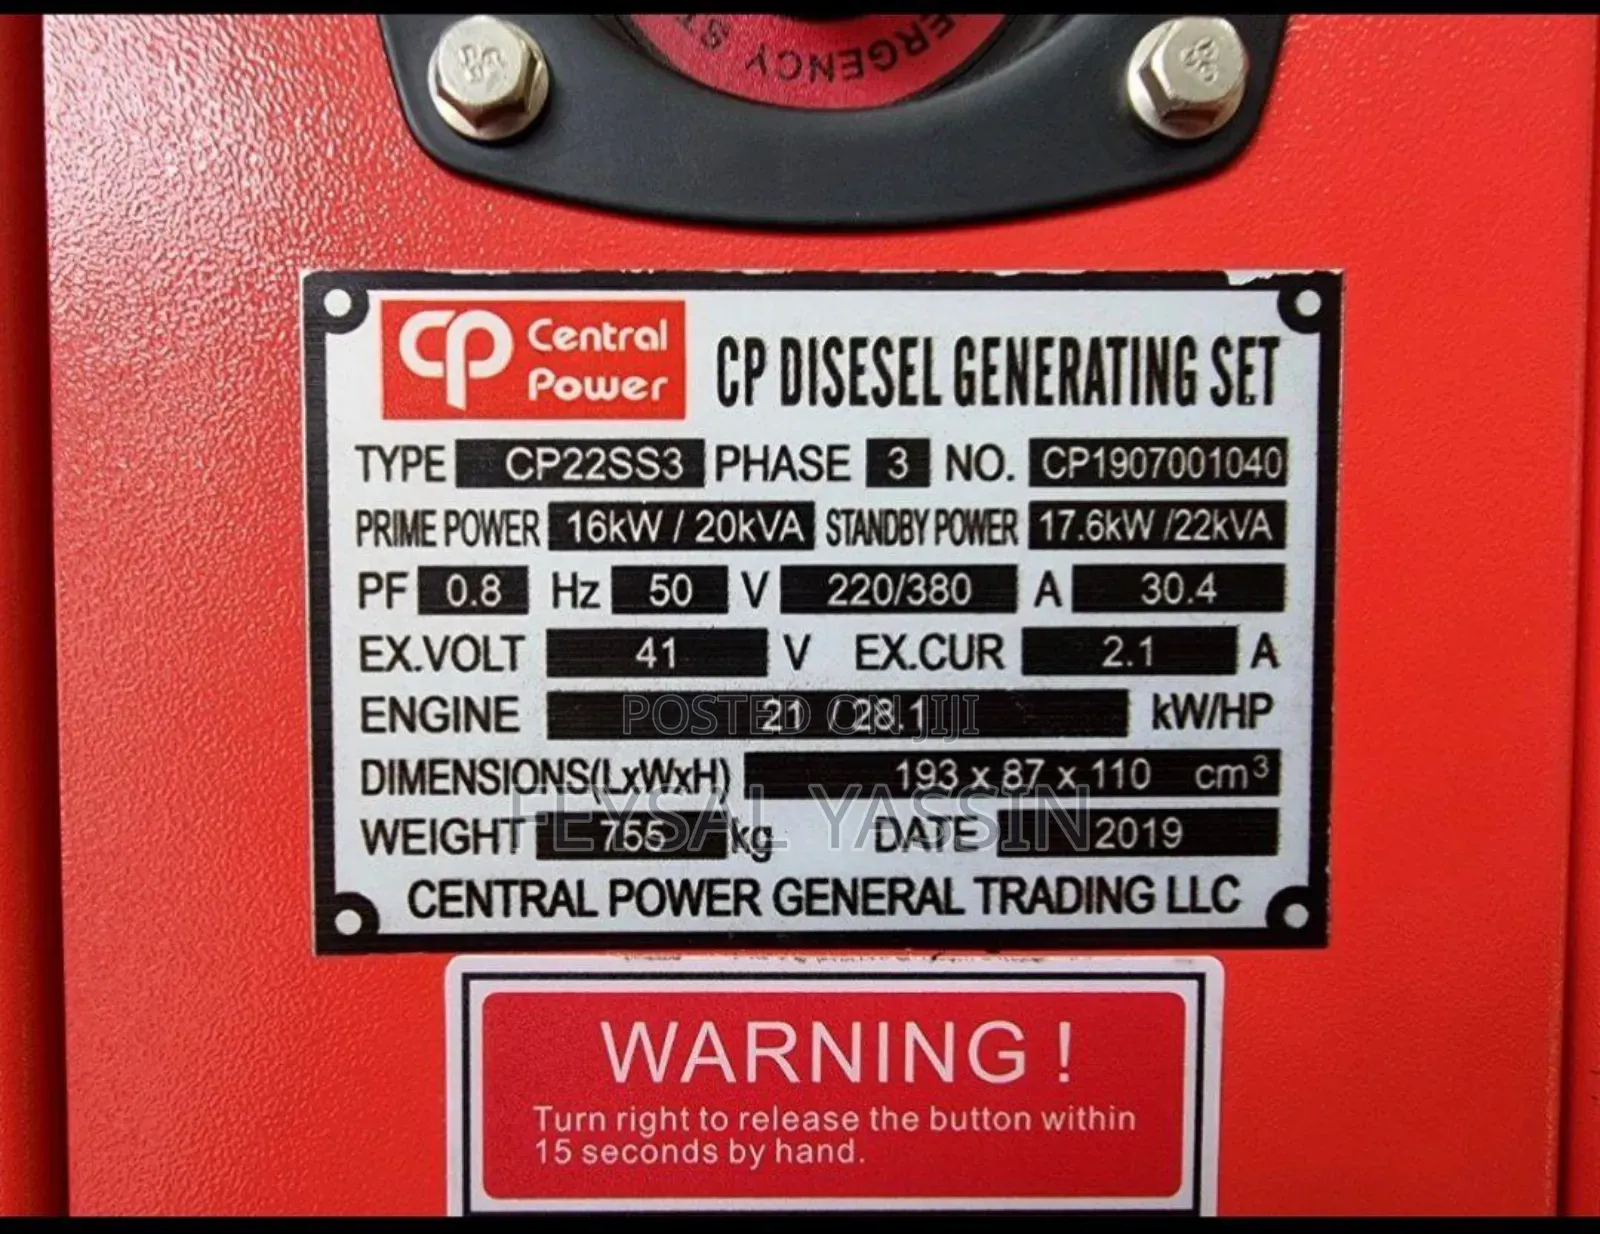 EMERGENCY ST
Central
Power
CP DISESEL GENERATING SET
TYPE CP22SS3 PHASE 3 NO. CP1907001040
PRIME POWER 16kW / 20kVA STANDBY POWER 17.6kW /22kVA
PF 0.8 Hz 50 V 220/380 A 30.4
EX.VOLT 41 V EX.CUR 2.1 A
ENGINE 21 / 28.1 kW/HP
POSTED ON JIJI
DIMENSIONS(LxWxH) 193 x 87 x 110 cm³
FEYSAL YASSIN
WEIGHT 755 kg DATE 2019
CENTRAL POWER GENERAL TRADING LLC
WARNING !
Turn right to release the button within
15 seconds by hand.